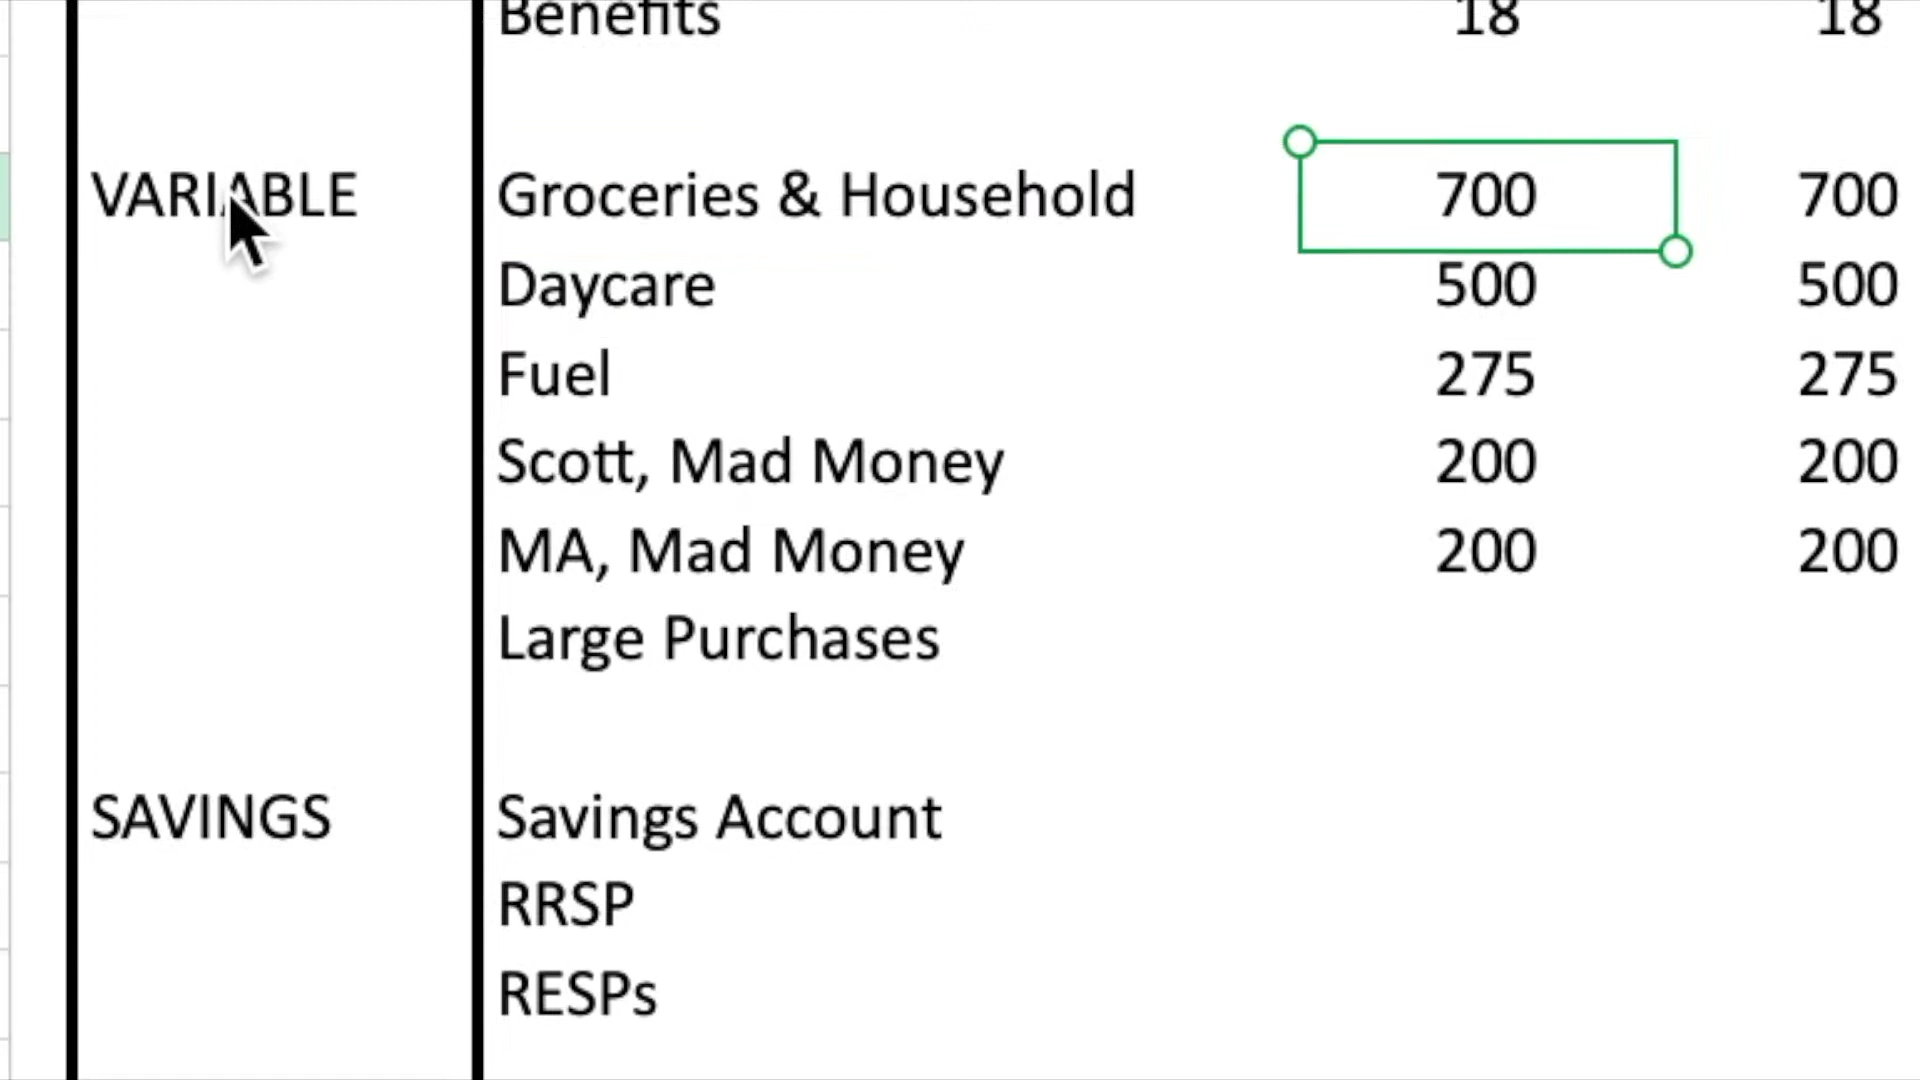 Benefits 18 18
VARIABLE Groceries & Household 700 700
Daycare 500 500
Fuel 275 275
Scott, Mad Money 200 200
MA, Mad Money 200 200
Large Purchases
SAVINGS Savings Account
RRSP
RESPs